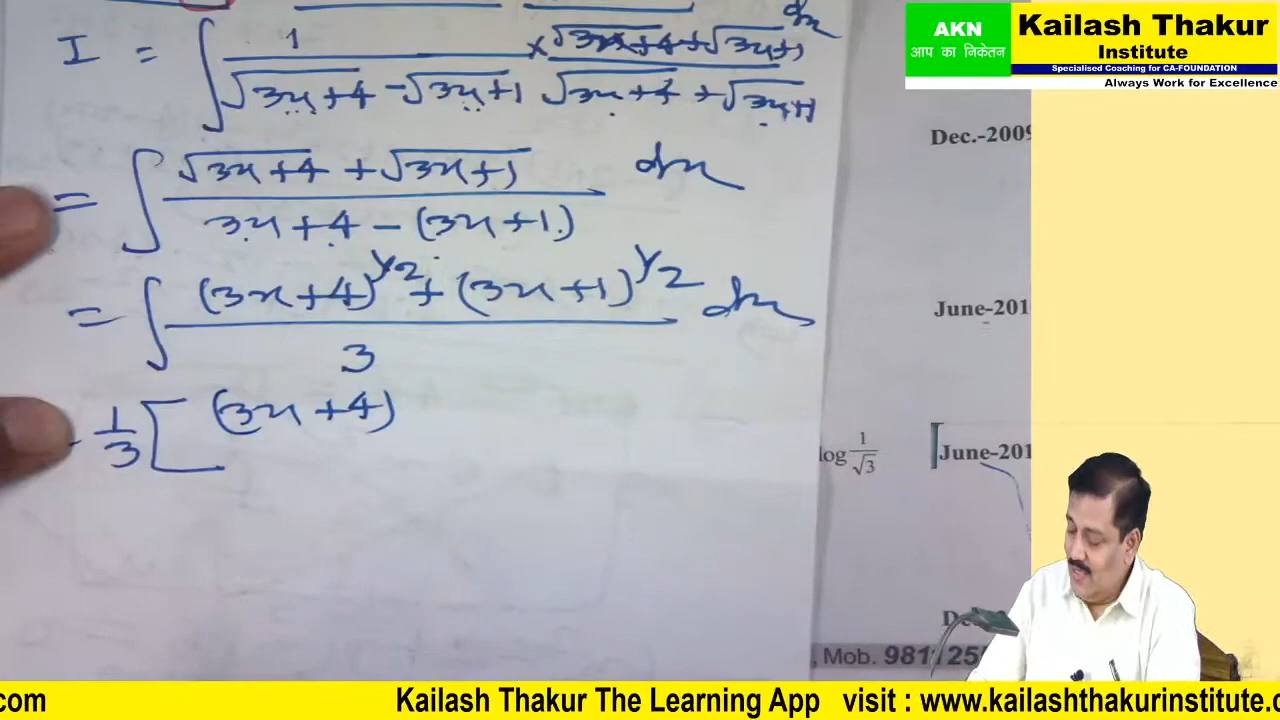 I = ∫ 1/(√(3x+4) - √(3x+1)) × (√(3x+4) + √(3x+1))/(√(3x+4) + √(3x+1)) dx
= ∫ (√(3x+4) + √(3x+1))/(3x+4 - (3x+1)) dx
= ∫ ((3x+4)^1/2 + (3x+1)^1/2)/3 dx
1/3 [ (3x+4)
AKN
आप का निकेतन
Kailash Thakur
Institute
Specialised Coaching for CA-FOUNDATION
Always Work for Excellence
Dec.-2009
June-201
log 1/√3
June-201
, Mob. 98112
.com
Kailash Thakur The Learning App visit : www.kailashthakurinstitute.c